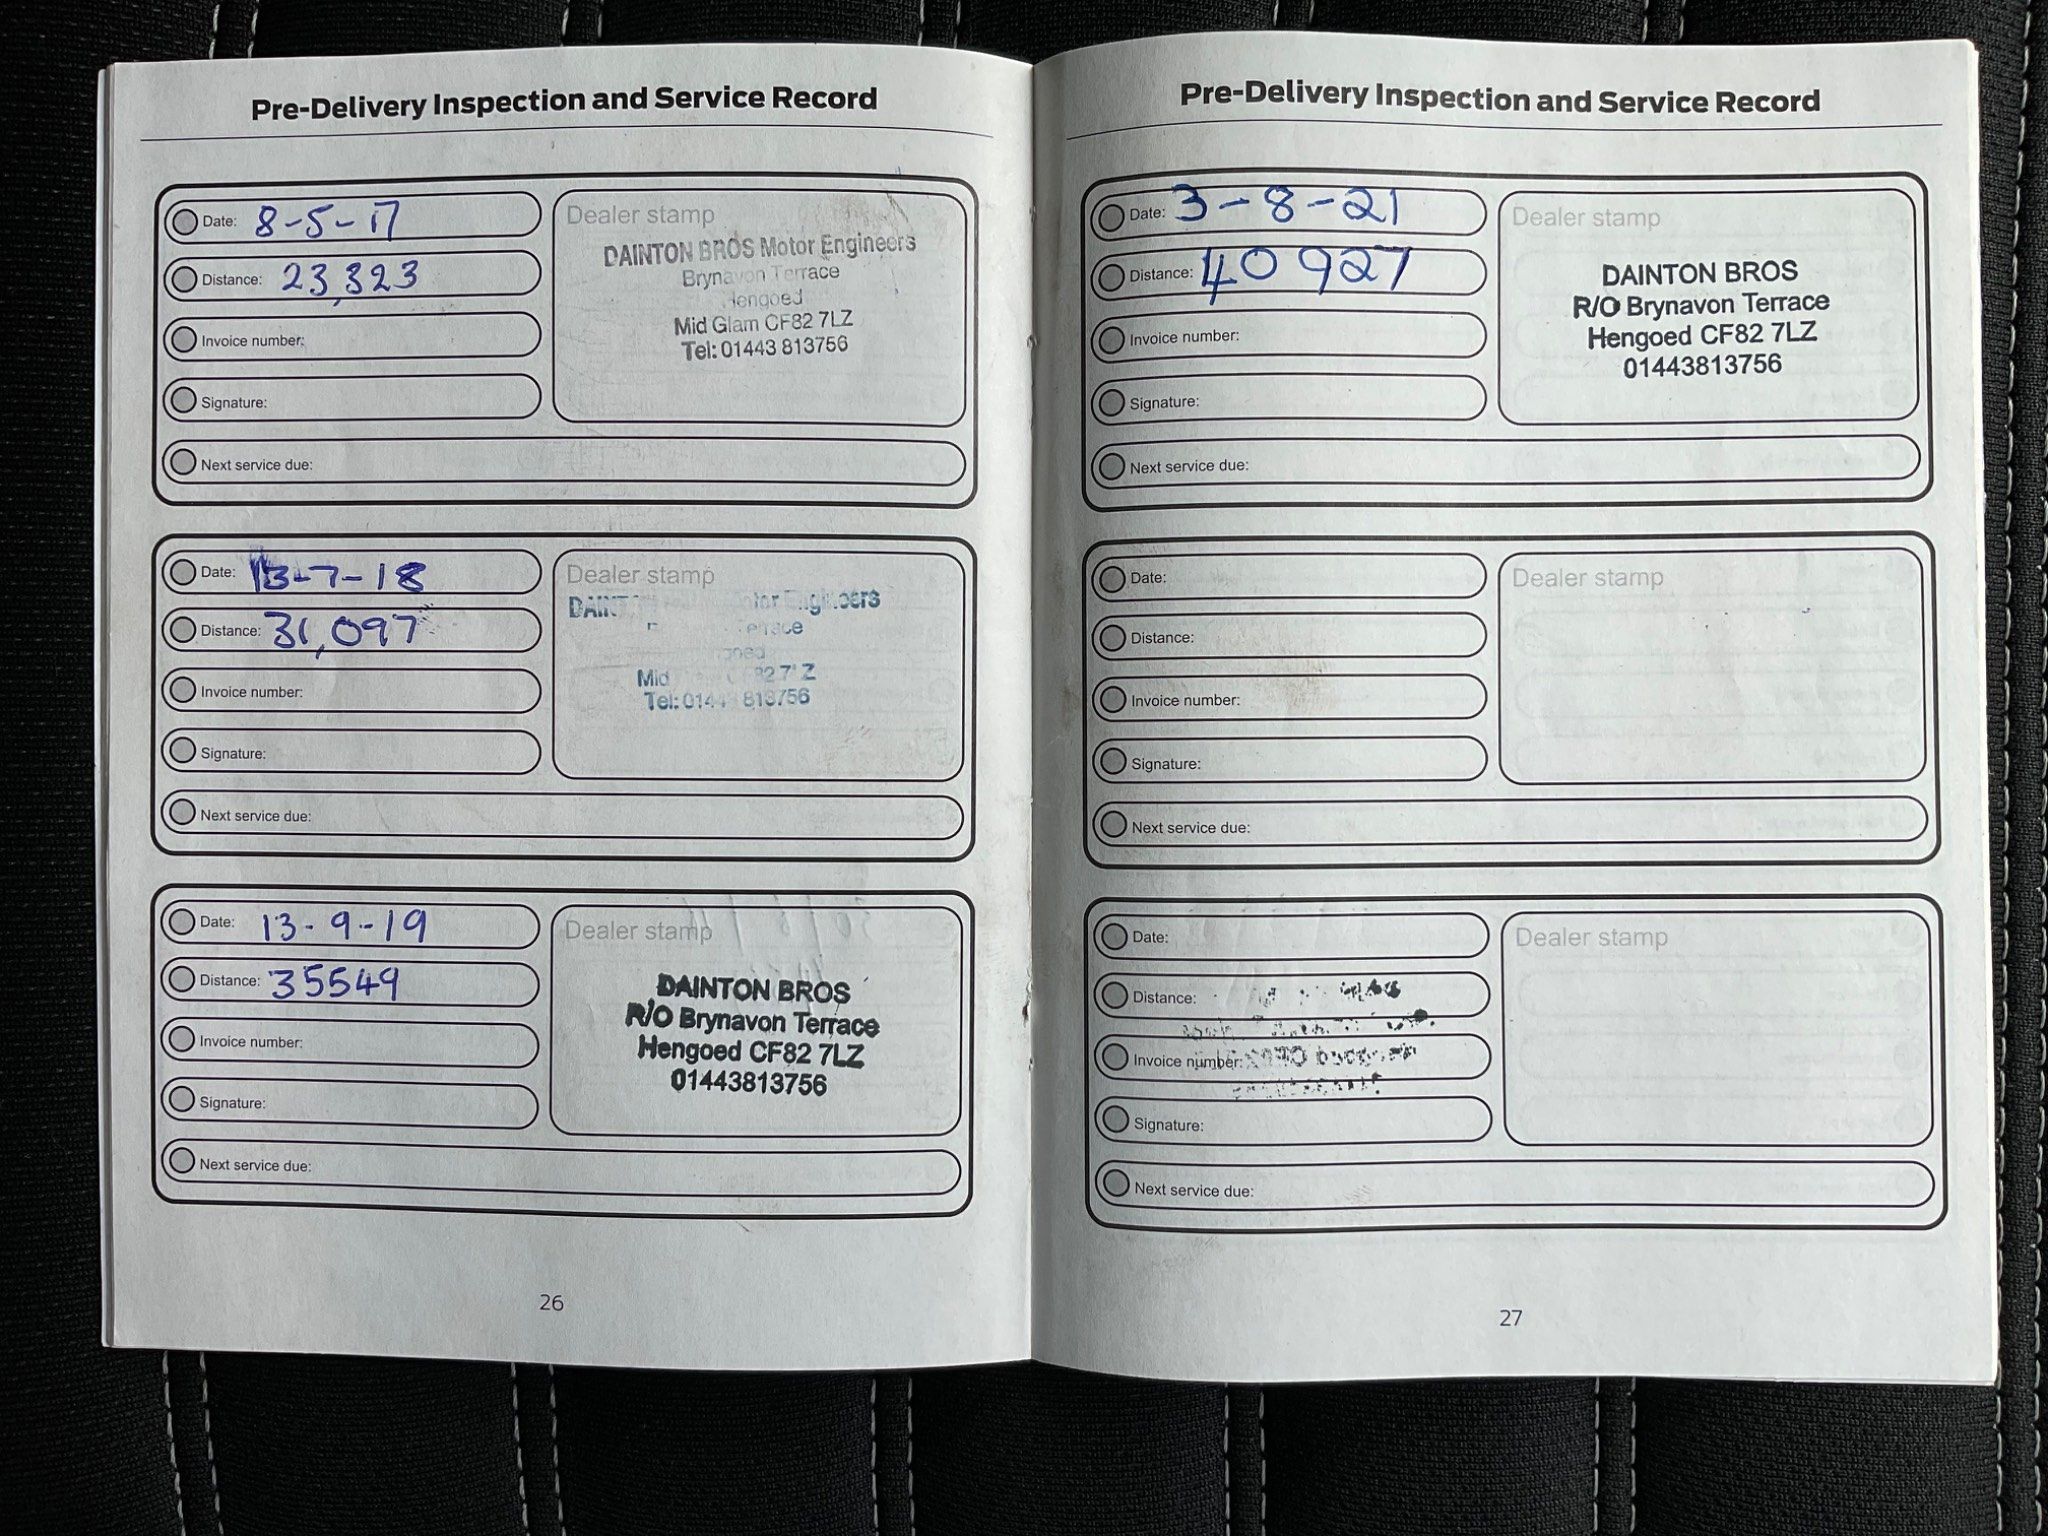 Pre-Delivery Inspection and Service Record
Date: 8-5-17
Distance: 23,323
Invoice number:
Signature:
Next service due:
Dealer stamp
DAINTON BROS Motor Engineers
Brynavon Terrace
Hengoed
Mid Glam CF82 7LZ
Tel: 01443 813756
Date: 13-7-18
Distance: 31,097
Invoice number:
Signature:
Next service due:
Dealer stamp
Engineers
Mid
Tel:
813756
Date: 13-9-19
Distance: 35549
Invoice number:
Signature:
Next service due:
Dealer stamp
DAINTON BROS
R/O Brynavon Terrace
Hengoed CF82 7LZ
01443813756
26
Pre-Delivery Inspection and Service Record
Date: 3-8-21
Distance: 40927
Invoice number:
Signature:
Next service due:
Dealer stamp
DAINTON BROS
R/O Brynavon Terrace
Hengoed CF82 7LZ
01443813756
Date:
Distance:
Invoice number:
Signature:
Next service due:
Dealer stamp
Date:
Distance:
Invoice number:
Signature:
Next service due:
Dealer stamp
27